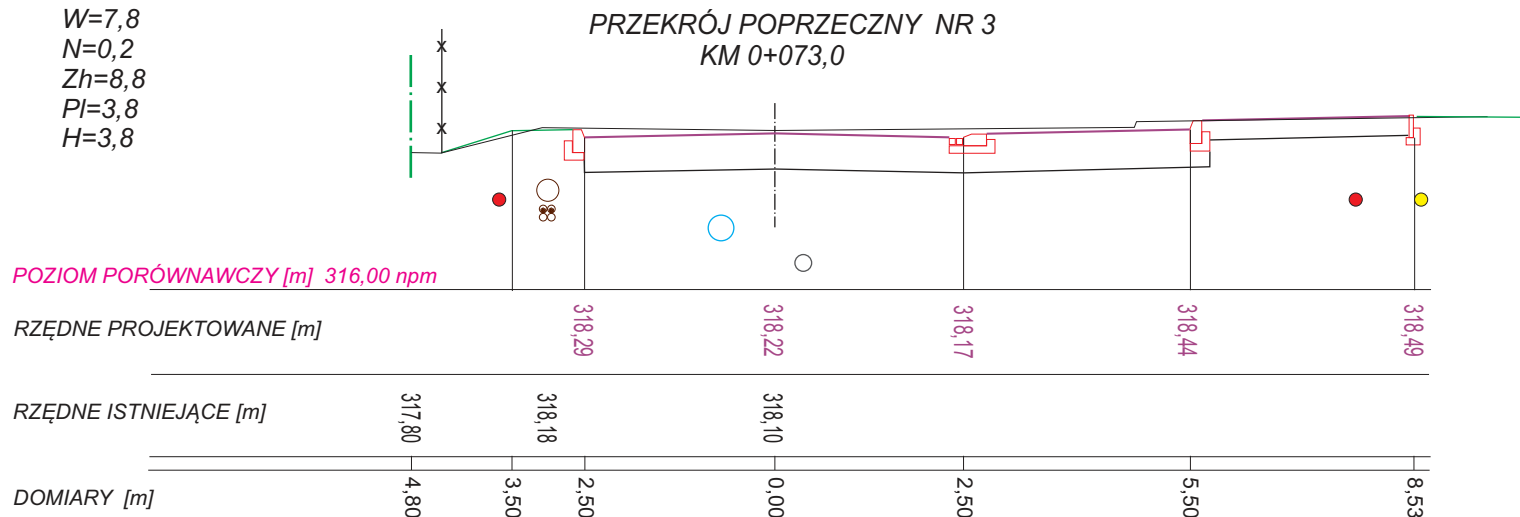 W=7,8
N=0,2
Zh=8,8
Pl=3,8
H=3,8
PRZEKRÓJ POPRZECZNY NR 3
KM 0+073,0
x
x
x
POZIOM PORÓWNAWCZY [m] 316,00 npm
RZĘDNE PROJEKTOWANE [m]
318,29 318,22 318,17 318,44 318,49
RZĘDNE ISTNIEJĄCE [m]
317,80 318,18 318,10
DOMIARY [m]
4,80 3,50 2,50 0,00 2,50 5,50 8,53